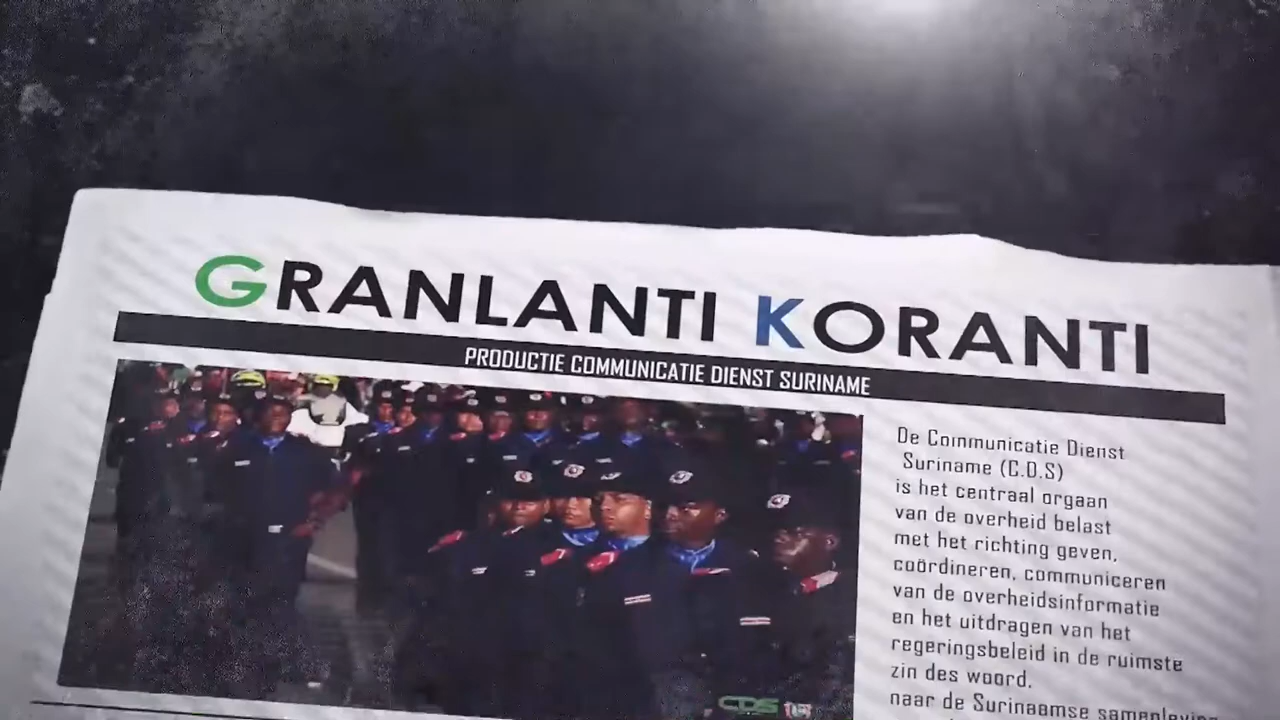 GRANLANTI KORANTI
PRODUCTIE COMMUNICATIE DIENST SURINAME
De Communicatie Dienst
Suriname (C.D.S)
is het centraal orgaan
van de overheid belast
met het richting geven,
coördineren, communiceren
van de overheidsinformatie
en het uitdragen van het
regeringsbeleid in de ruimste
zin des woord.
naar de Surinaamse
CDS